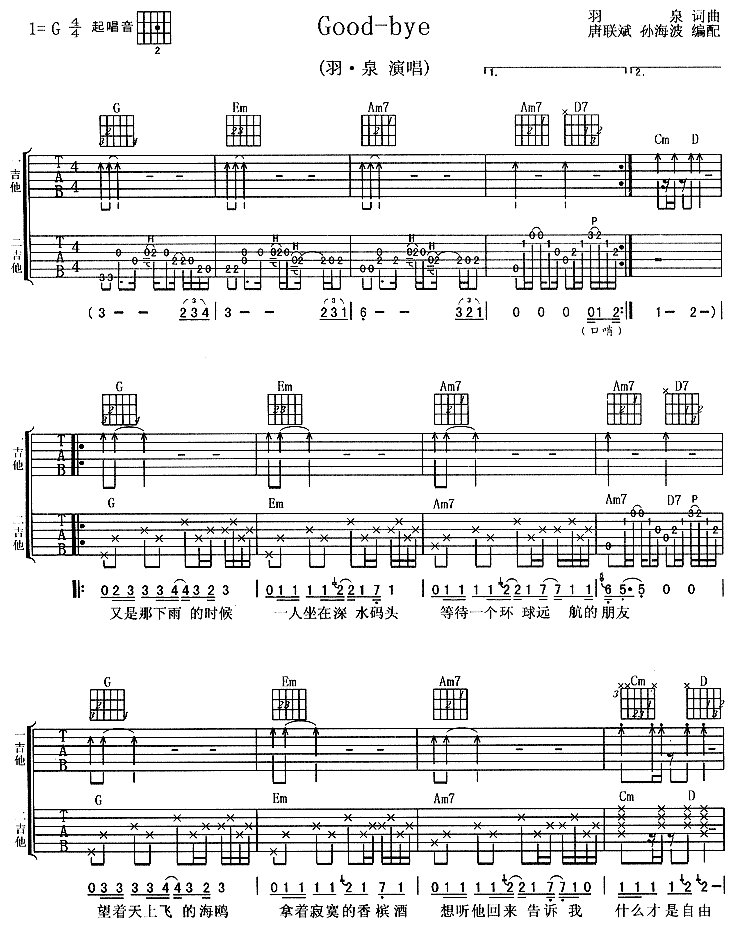 1=G 4/4 起唱音 2
Good-bye
羽 泉 词曲
唐联斌 孙海波 编配
(羽·泉 演唱)
1. 2.
G Em Am7 Am7 D7 Cm D
一吉他
T A B 4/4
二吉他
T A B 4/4
H H H H H H P
(3 - - 2 3 4 | 3 - - 2 3 1 | 6 - - 3 2 1 | 0 0 0 0 1 2 :| 1 - 2 - )
(口哨)
G Em Am7 Am7 D7
一吉他
T A B
G Em Am7 Am7 D7 P
二吉他
T A B
‖: 0 2 3 3 3 4 4 3 2 3 | 0 1 1 1 1 2 2 1 7 1 | 0 1 1 1 1 2 2 1 7 7 1 1 | 6 5· 5 0 0 |
又是那下雨 的时候 一人坐在深 水码头 等待一个环 球远 航的朋友
G Em Am7 Cm D
一吉他
T A B
G Em Am7 Cm D
二吉他
T A B
0 3 3 3 3 4 4 3 2 3 | 0 1 1 1 1 1 2 1 7 1 | 0 1 1 1 1 2 2 1 7 7 1 0 | 0 1 1 1 2 2 - |
望着天上飞 的海鸥 拿着寂寞的香槟酒 想听他回来 告诉 我 什么才是自由